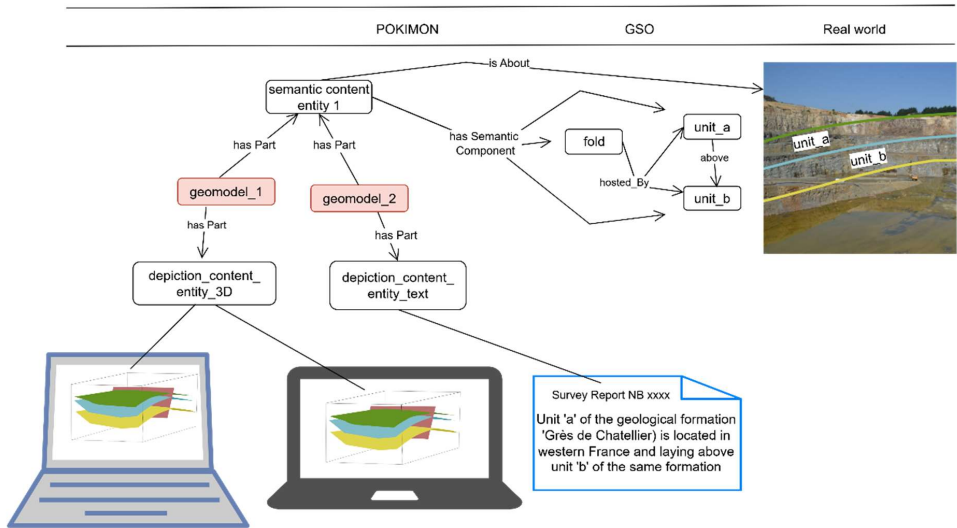 POKIMON
GSO
Real world
is About
semantic content
entity 1
has Semantic
Component
fold
unit_a
above
hosted_By
unit_b
unit_a
unit_b
has Part
has Part
geomodel_1
geomodel_2
has Part
has Part
depiction_content_
entity_3D
depiction_content_
entity_text
Survey Report NB xxxx
Unit 'a' of the geological formation
'Grès de Chatellier) is located in
western France and laying above
unit 'b' of the same formation